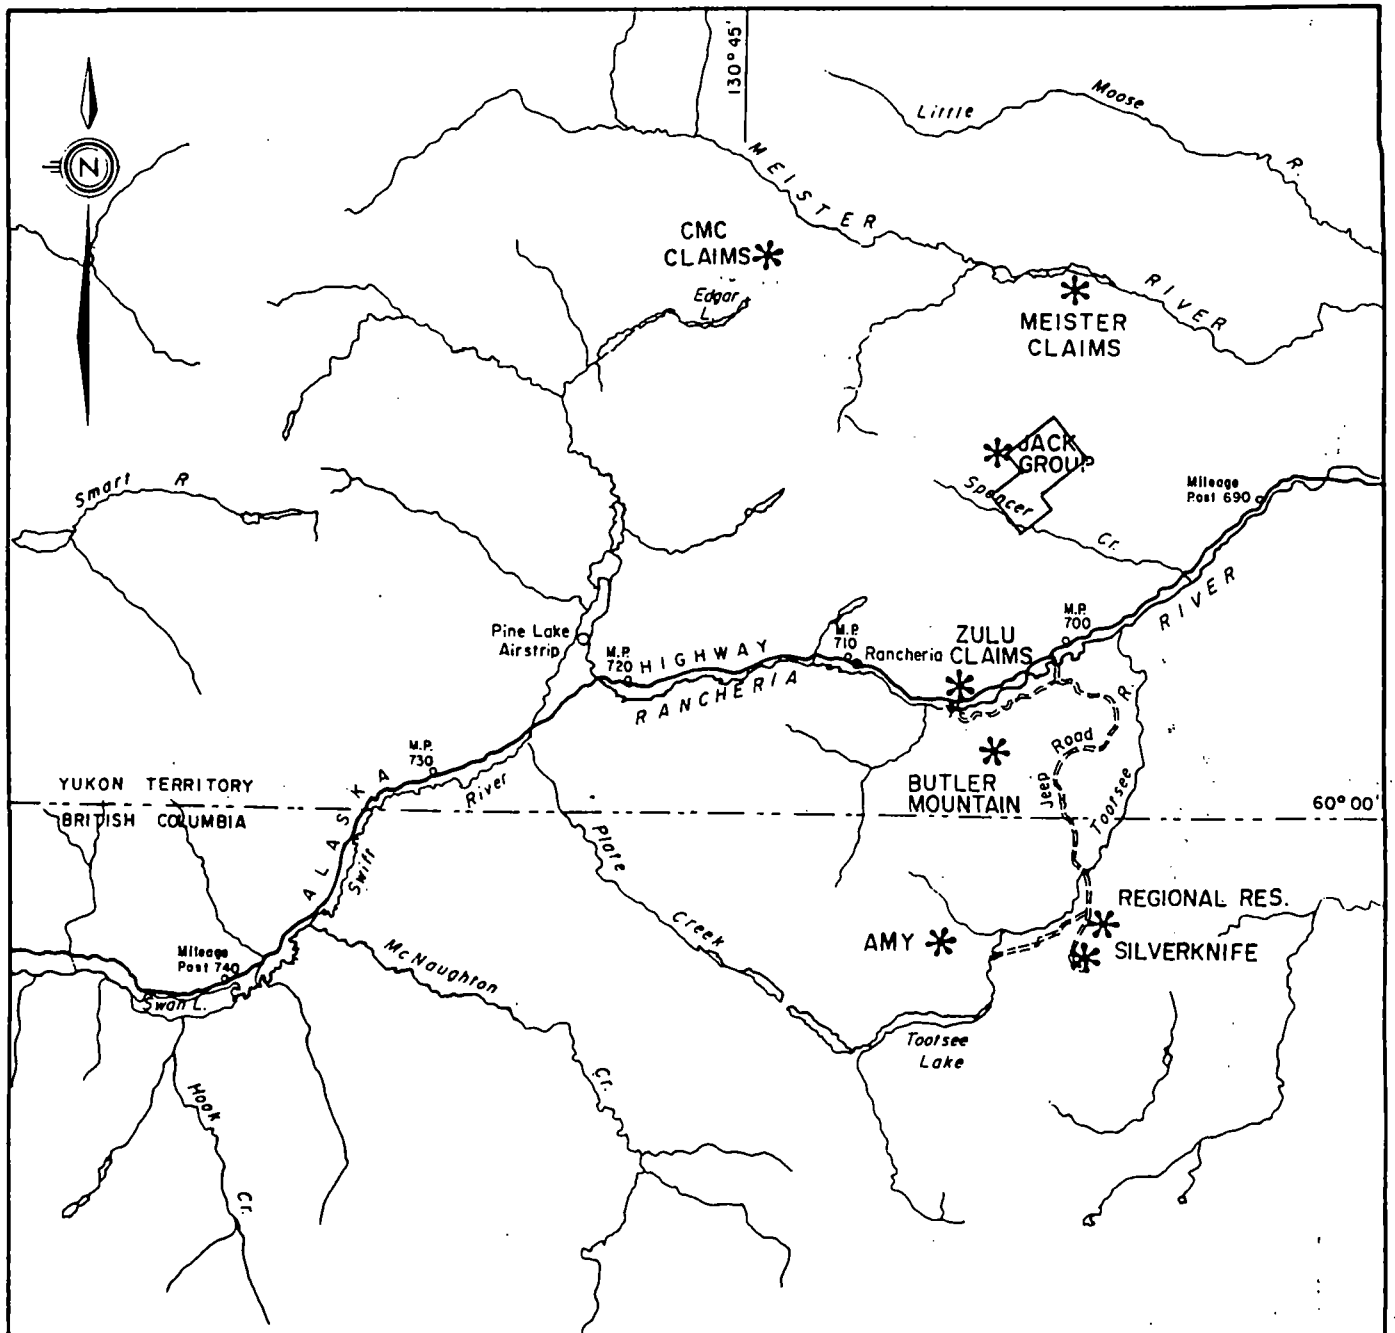 130° 45'
Little Moose R.
MEISTER RIVER
N
CMC
CLAIMS
Edgar
L.
MEISTER
CLAIMS
JACK
GROUP
Spencer Cr.
Mileage
Post 690
Smart R
Pine Lake
Airstrip
M.P.
720
HIGHWAY
RANCHERIA RIVER
M.P.
710
Rancheria
ZULU
CLAIMS
M.P.
700
M.P.
730
River
Jeep Road
Tootsee R.
BUTLER
MOUNTAIN
YUKON TERRITORY
BRITISH COLUMBIA
60° 00'
ALASKA
Swift
Plate Creek
REGIONAL RES.
AMY
SILVERKNIFE
Mileage
Post 740
McNaughton Cr.
Swan L.
Tootsee
Lake
Hook Cr.